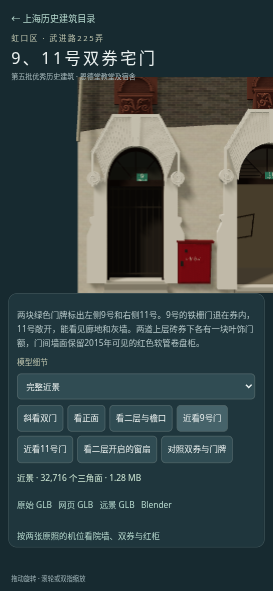 ← 上海历史建筑目录
虹口区 · 武进路225弄
9、11号双券宅门
第五批优秀历史建筑 · 恩德堂教堂及宿舍
两块绿色门牌标出左侧9号和右侧11号。9号的铁栅门退在券内，
11号敞开，能看见廊地和灰墙。两道上层砖券下各有一块叶饰门
额，门间墙面保留2015年可见的红色软管卷盘柜。
模型细节
完整近景
斜看双门 看正面 看二层与檐口 近看9号门
近看11号门 看二层开启的窗扇 对照双券与门牌
近景 · 32,716 个三角面 · 1.28 MB
原始 GLB 网页 GLB 远景 GLB Blender
按两张原照的机位看院墙、双券与红柜
拖动旋转 · 滚轮或双指缩放